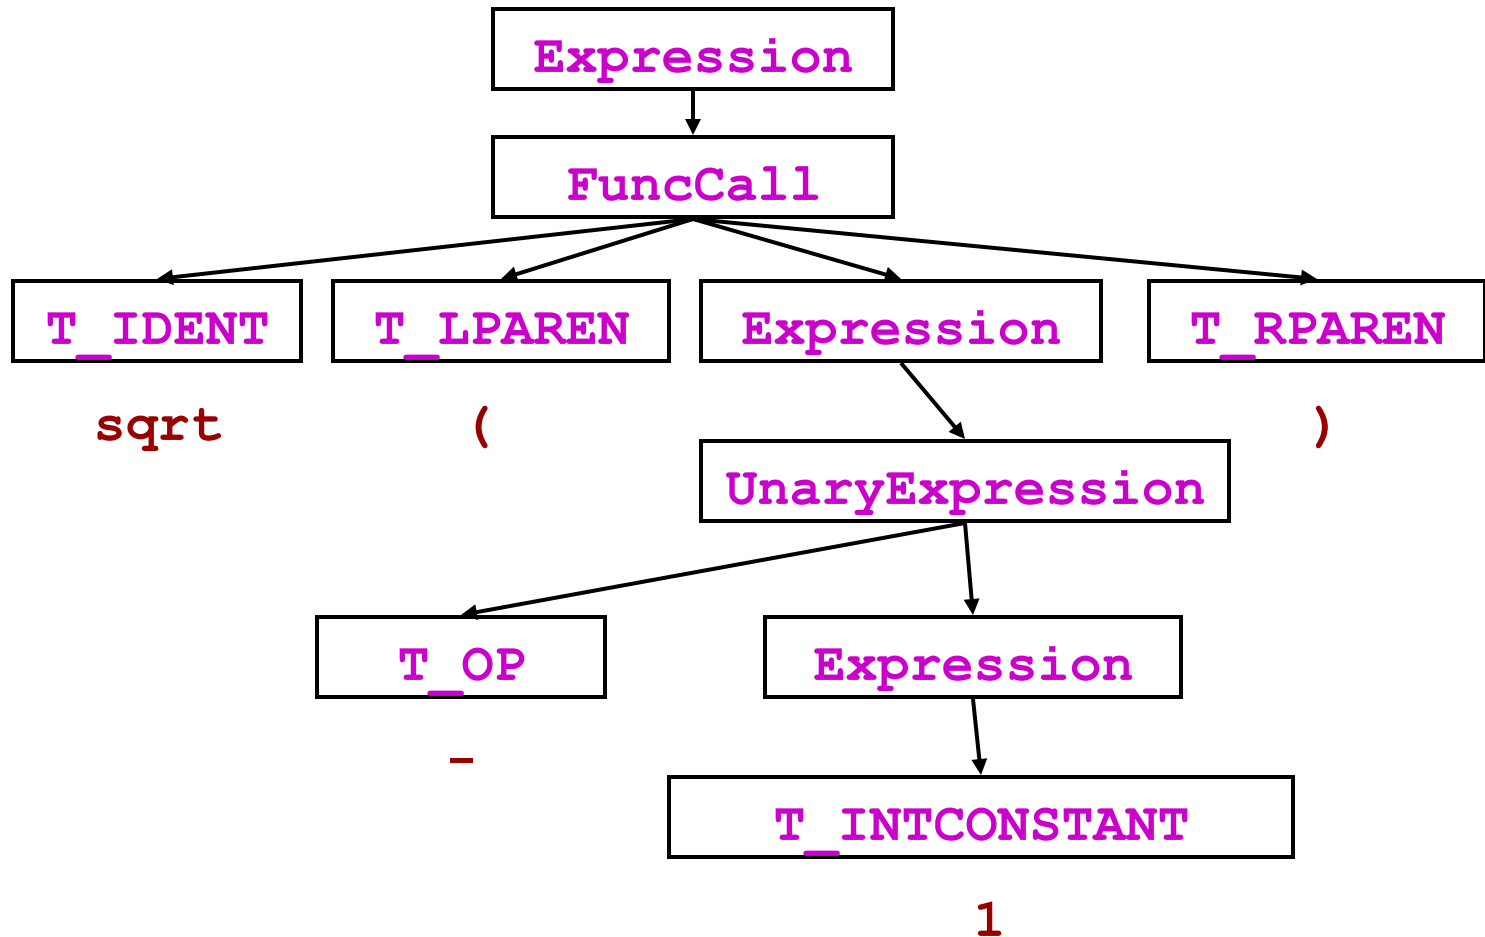 Expression
FuncCall
T_IDENT T_LPAREN Expression T_RPAREN
sqrt ( )
UnaryExpression
T_OP Expression
-
T_INTCONSTANT
1